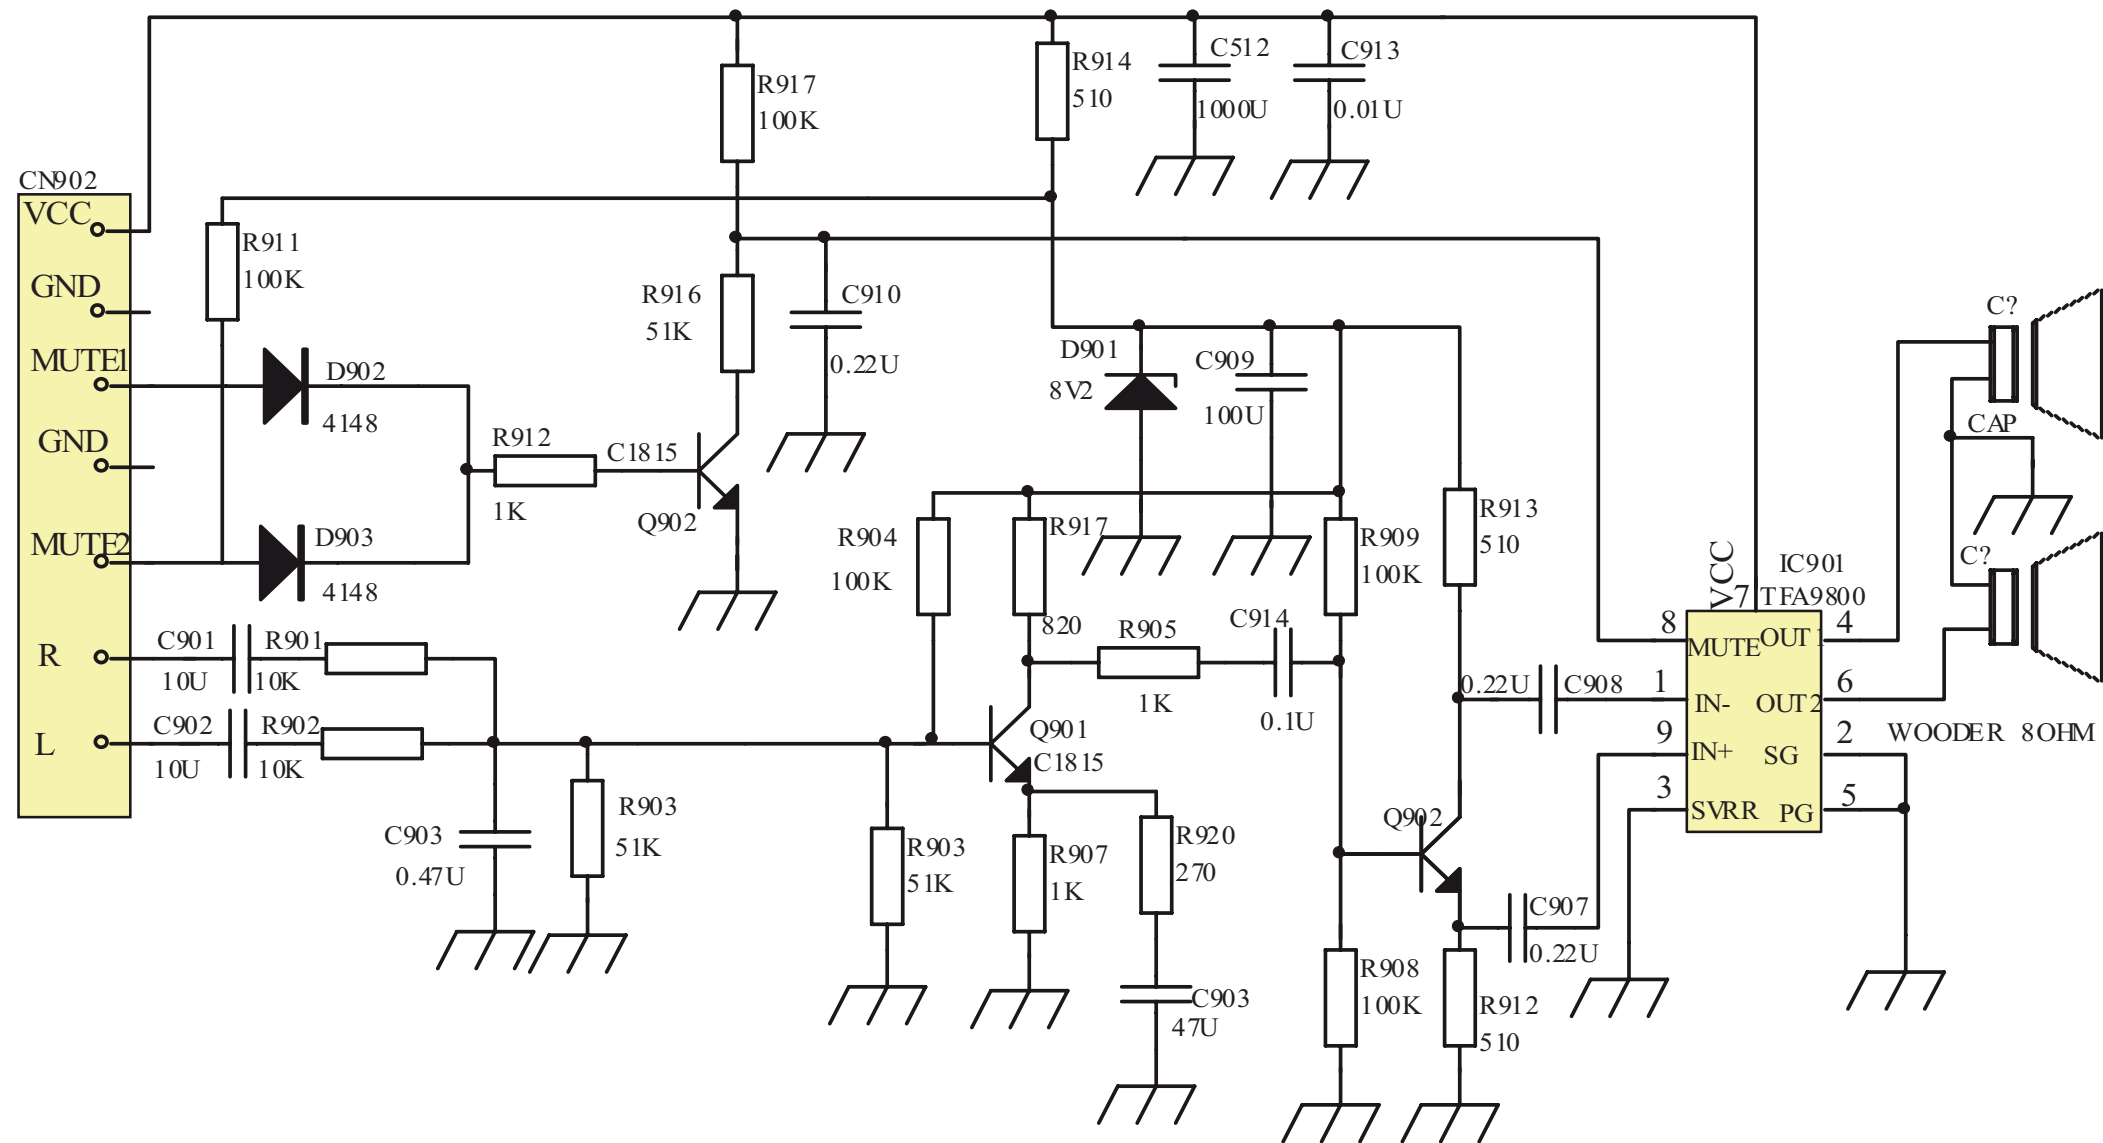 CN902
VCC
GND
MUTE1
GND
MUTE2
R
L
R911
100K
D902
4148
D903
4148
C901
10U
R901
10K
C902
10U
R902
10K
C903
0.47U
R903
51K
R912
1K
C1815
Q902
R917
100K
R916
51K
C910
0.22U
R914
510
C512
1000U
C913
0.01U
D901
8V2
C909
100U
R904
100K
R917
820
R905
1K
C914
0.1U
R909
100K
R913
510
Q901
C1815
R903
51K
R907
1K
R920
270
C903
47U
R908
100K
Q902
R912
510
C907
0.22U
0.22U
C908
VCC
7
IC901
TFA9800
8
MUTE
OUT1
4
1
IN-
OUT2
6
9
IN+
SG
2
3
SVRR
PG
5
C?
CAP
C?
WOODER 8OHM